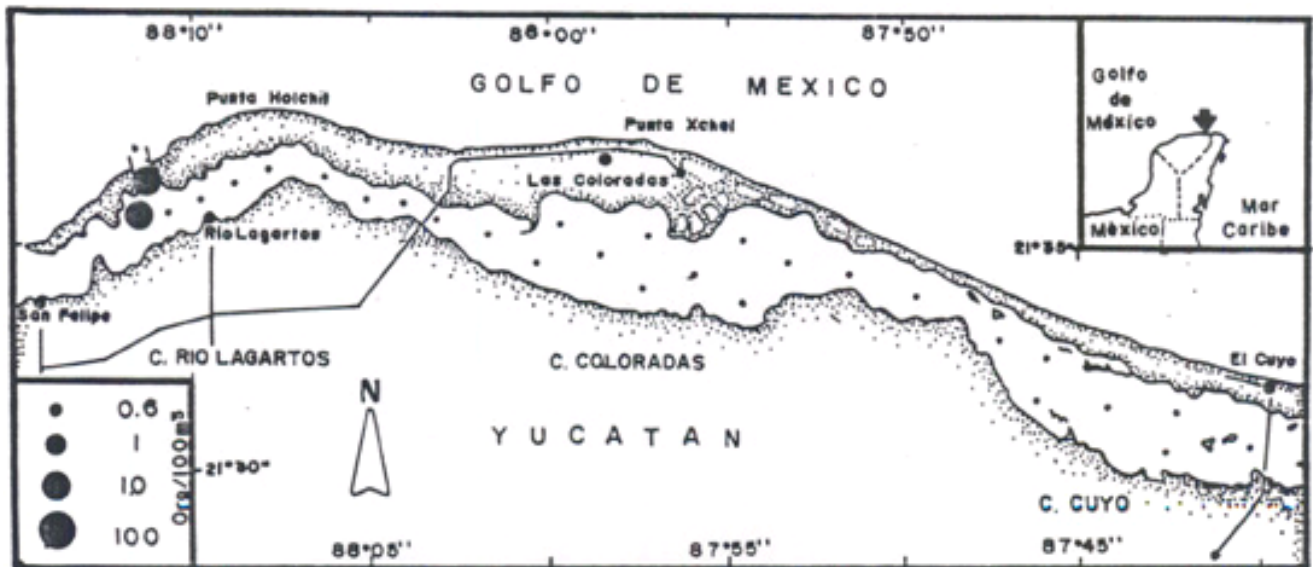 88°10'' 88°00'' 87°50''
GOLFO DE MEXICO
Punta Holchit
Punta Xchel
Las Coloradas
Rio Lagartos
San Felipe
C. RIO LAGARTOS
C. COLORADAS
El Cuyo
N
YUCATAN
C. CUYO
Golfo
de
México
México
Mar
Caribe
21°35'
21°30'
0.6
1
10
100
Org/100m³
88°05'' 87°55'' 87°45''